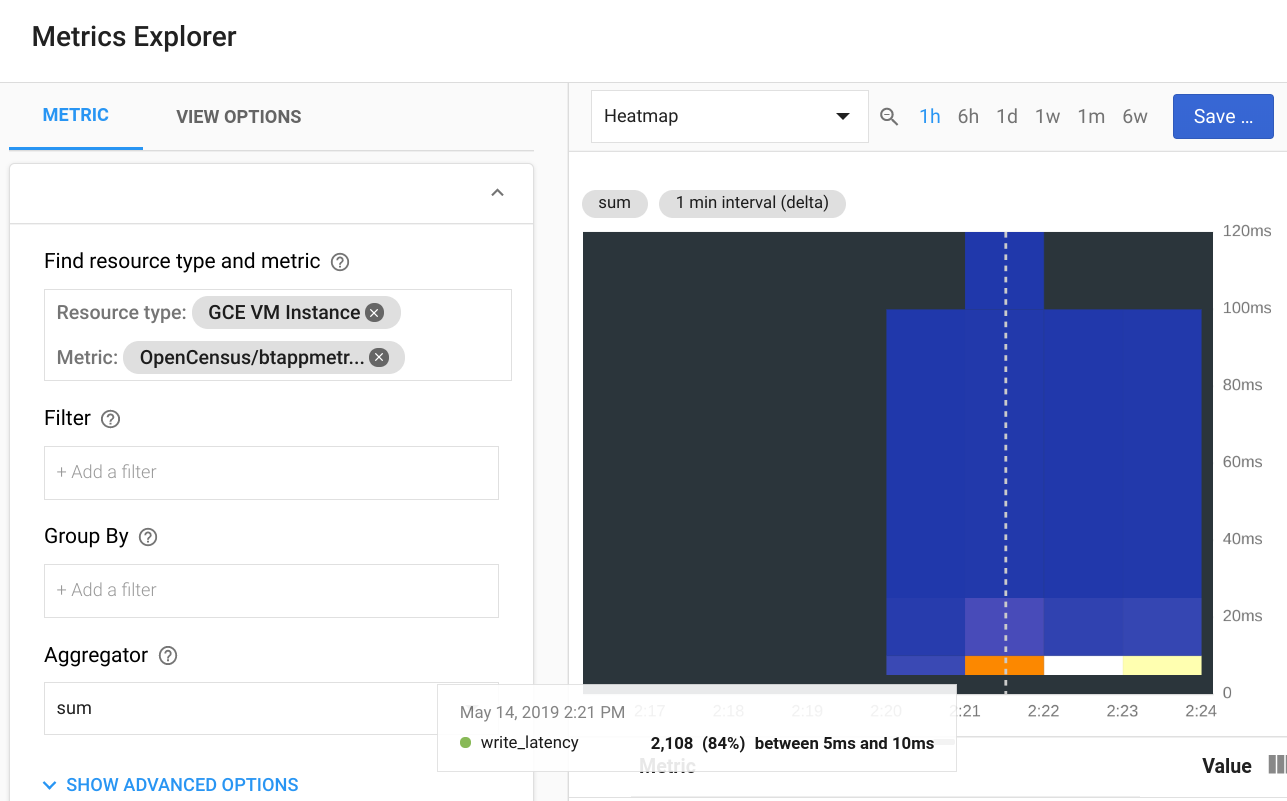 Metrics Explorer
METRIC
VIEW OPTIONS
Heatmap
1h 6h 1d 1w 1m 6w
Save ...
sum
1 min interval (delta)
Find resource type and metric
Resource type: GCE VM Instance
Metric: OpenCensus/btappmetr...
Filter
+ Add a filter
Group By
+ Add a filter
Aggregator
sum
SHOW ADVANCED OPTIONS
120ms
100ms
80ms
60ms
40ms
20ms
0
2:17 2:18 2:19 2:20 2:21 2:22 2:23 2:24
May 14, 2019 2:21 PM
write_latency 2,108 (84%) between 5ms and 10ms
Metric
Value